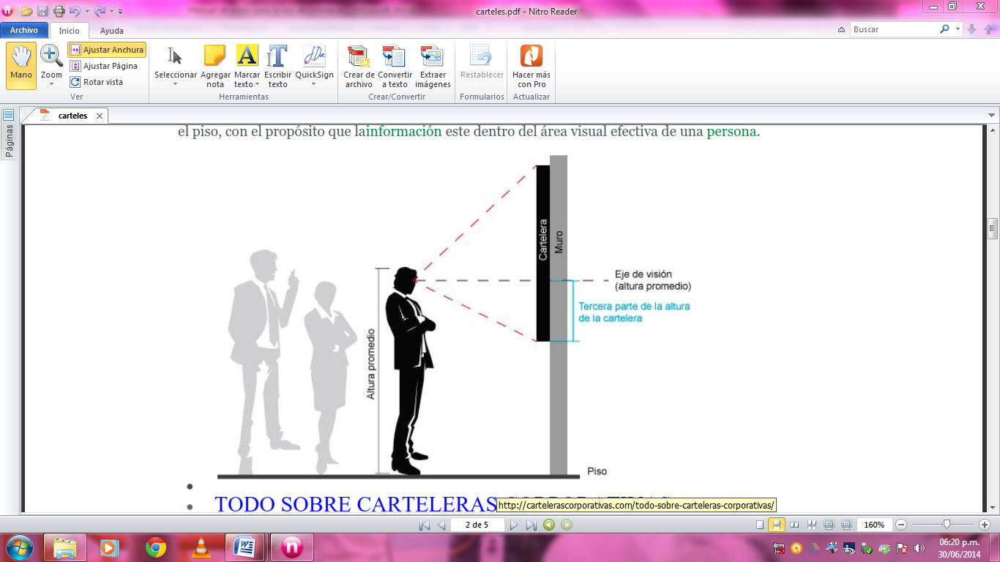 carteles.pdf - Nitro Reader
Archivo
Inicio
Ayuda
Buscar
Mano
Zoom
Ajustar Anchura
Ajustar Página
Rotar vista
Ver
Seleccionar
Agregar nota
Marcar texto
Escribir texto
QuickSign
Herramientas
Crear de archivo
Convertir a texto
Extraer imágenes
Crear/Convertir
Restablecer
Formularios
Hacer más con Pro
Actualizar
carteles
Páginas
el piso, con el propósito que lainformación este dentro del área visual efectiva de una persona.
Cartelera
Muro
Eje de visión
(altura promedio)
Tercera parte de la altura
de la cartelera
Altura promedio
Piso
TODO SOBRE CARTELERAS CORPORATIVAS
http://cartelerascorporativas.com/todo-sobre-carteleras-corporativas/
2 de 5
160%
06:20 p.m.
30/06/2014